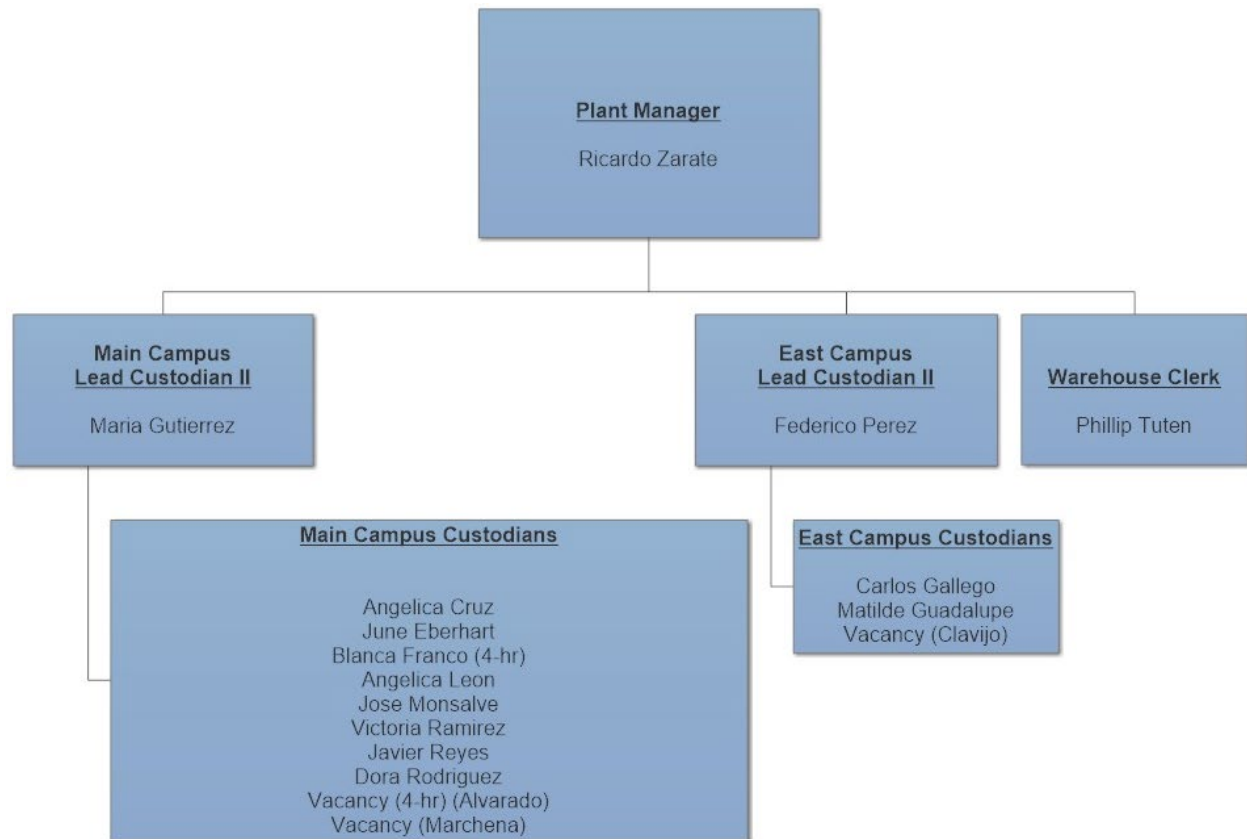 Plant Manager
Ricardo Zarate
Main Campus
Lead Custodian II
Maria Gutierrez
East Campus
Lead Custodian II
Federico Perez
Warehouse Clerk
Phillip Tuten
Main Campus Custodians
Angelica Cruz
June Eberhart
Blanca Franco (4-hr)
Angelica Leon
Jose Monsalve
Victoria Ramirez
Javier Reyes
Dora Rodriguez
Vacancy (4-hr) (Alvarado)
Vacancy (Marchena)
East Campus Custodians
Carlos Gallego
Matilde Guadalupe
Vacancy (Clavijo)